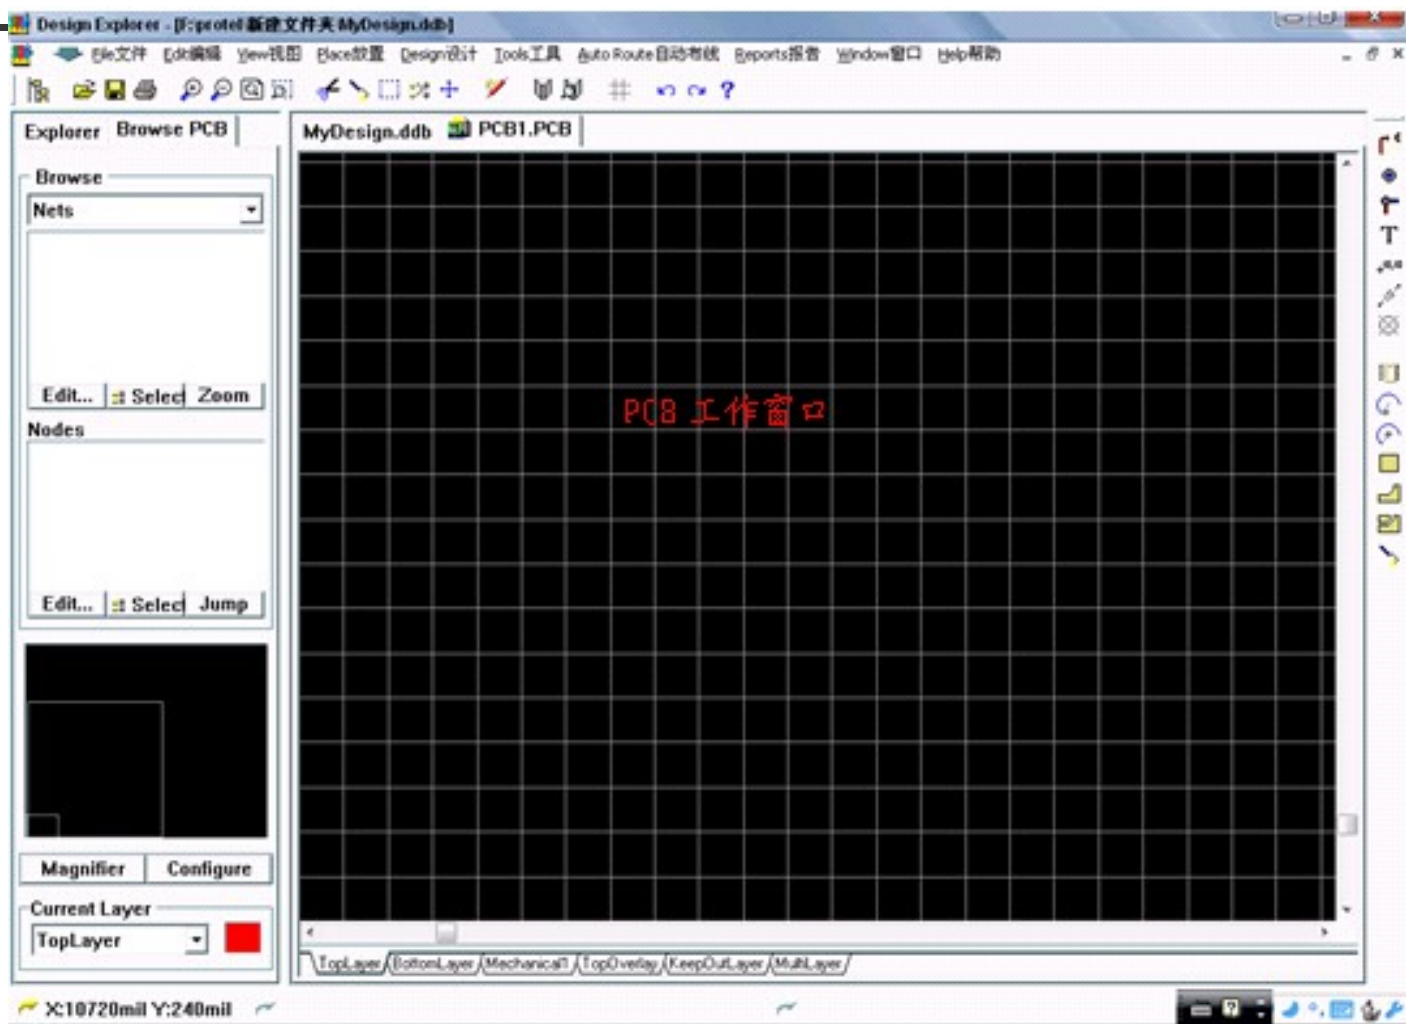 Design Explorer - [F:\protel\新建文件夹\MyDesign.ddb]
File文件 Edit编辑 View视图 Place放置 Design设计 Tools工具 Auto Route自动布线 Reports报告 Window窗口 Help帮助
Explorer Browse PCB
MyDesign.ddb PCB1.PCB
Browse
Nets
Edit... Select Zoom
Nodes
Edit... Select Jump
PCB 工作窗口
Magnifier Configure
Current Layer
TopLayer
TopLayer BottomLayer Mechanical1 TopOverlay KeepOutLayer MultiLayer
X:10720mil Y:240mil